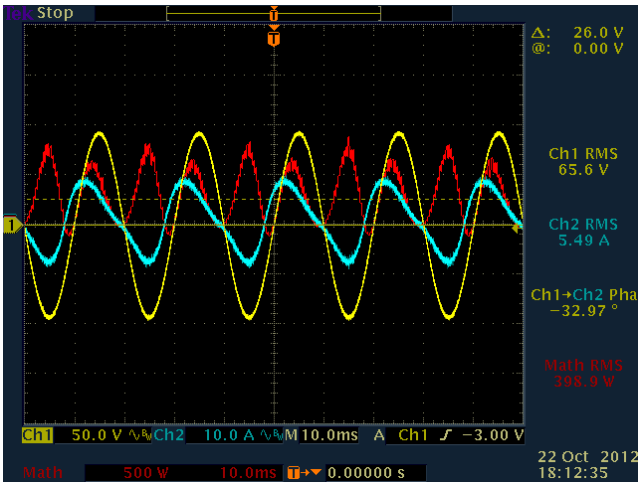 Tek Stop
T
T
Δ: 26.0 V
@: 0.00 V
Ch1 RMS
65.6 V
1
Ch2 RMS
5.49 A
Ch1→Ch2 Pha
−32.97 °
Math RMS
398.9 W
Ch1 50.0 V ∿BW Ch2 10.0 A ∿BW M 10.0ms A Ch1 ʃ −3.00 V
Math 500 W 10.0ms T→▼ 0.00000 s
22 Oct 2012
18:12:35